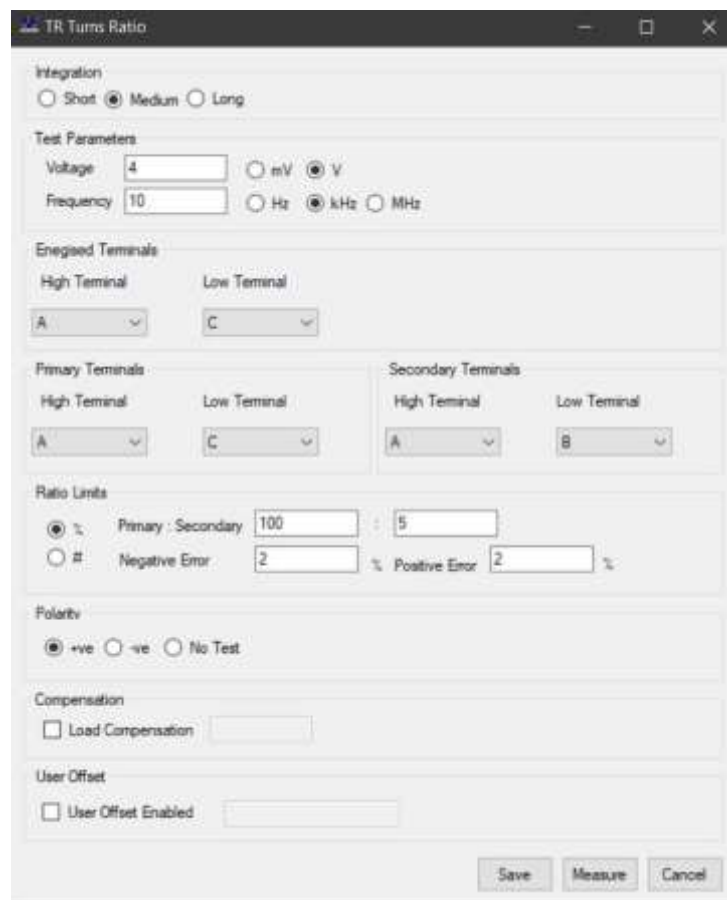 TR Turns Ratio
Integration
Short Medium Long
Test Parameters
Voltage 4 mV V
Frequency 10 Hz kHz MHz
Enegised Terminals
High Terminal Low Terminal
A C
Primary Terminals Secondary Terminals
High Terminal Low Terminal High Terminal Low Terminal
A C A B
Ratio Limits
% Primary : Secondary 100 : 5
# Negative Error 2 % Positive Error 2 %
Polarity
+ve -ve No Test
Compensation
Load Compensation
User Offset
User Offset Enabled
Save Measure Cancel